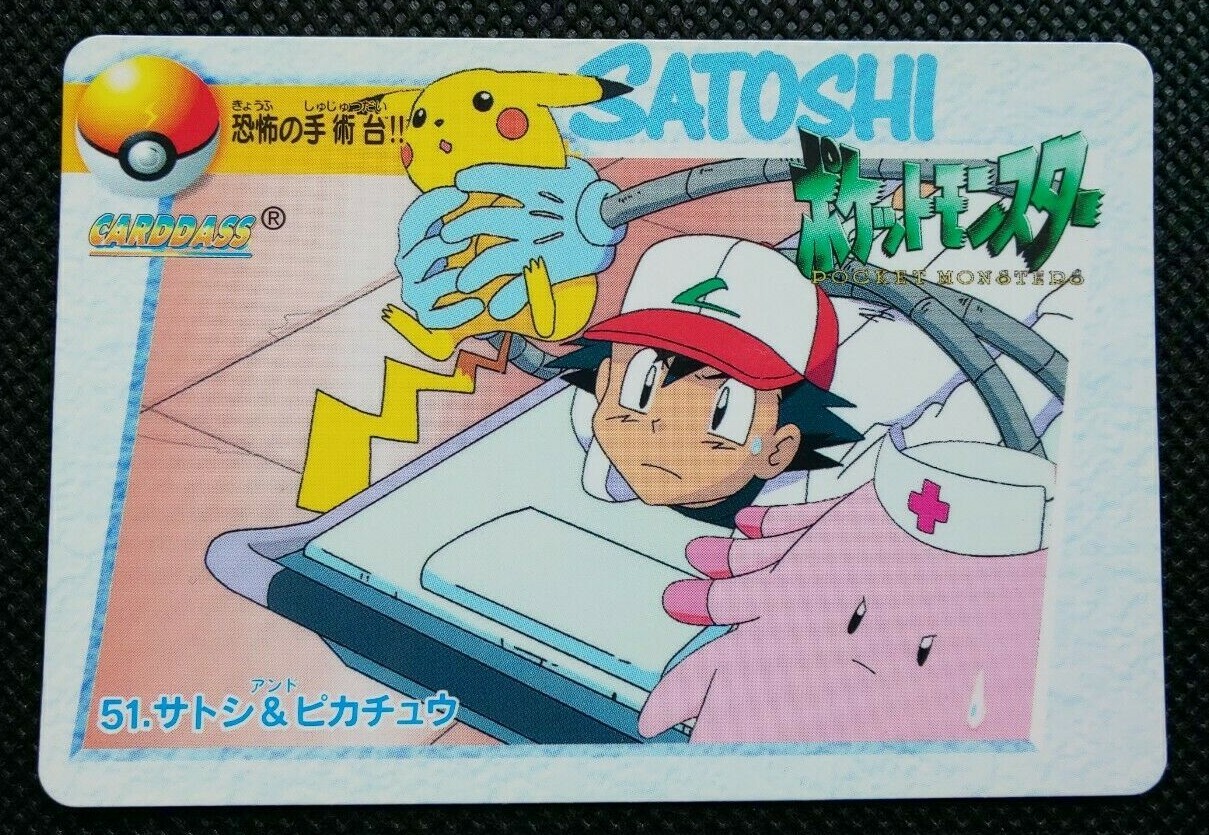 SATOSHI
きょうふ しゅじゅつだい
恐怖の手術台!!
ポケットモンスター
POCKET MONSTERS
CARDDASS®
アンド
51.サトシ&ピカチュウ